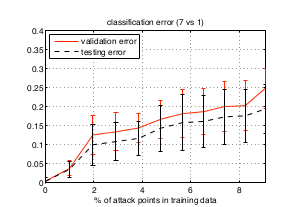 classification error (7 vs 1)
0.4
validation error
testing error
0.35
0.3
0.25
0.2
0.15
0.1
0.05
0
0 2 4 6 8
% of attack points in training data